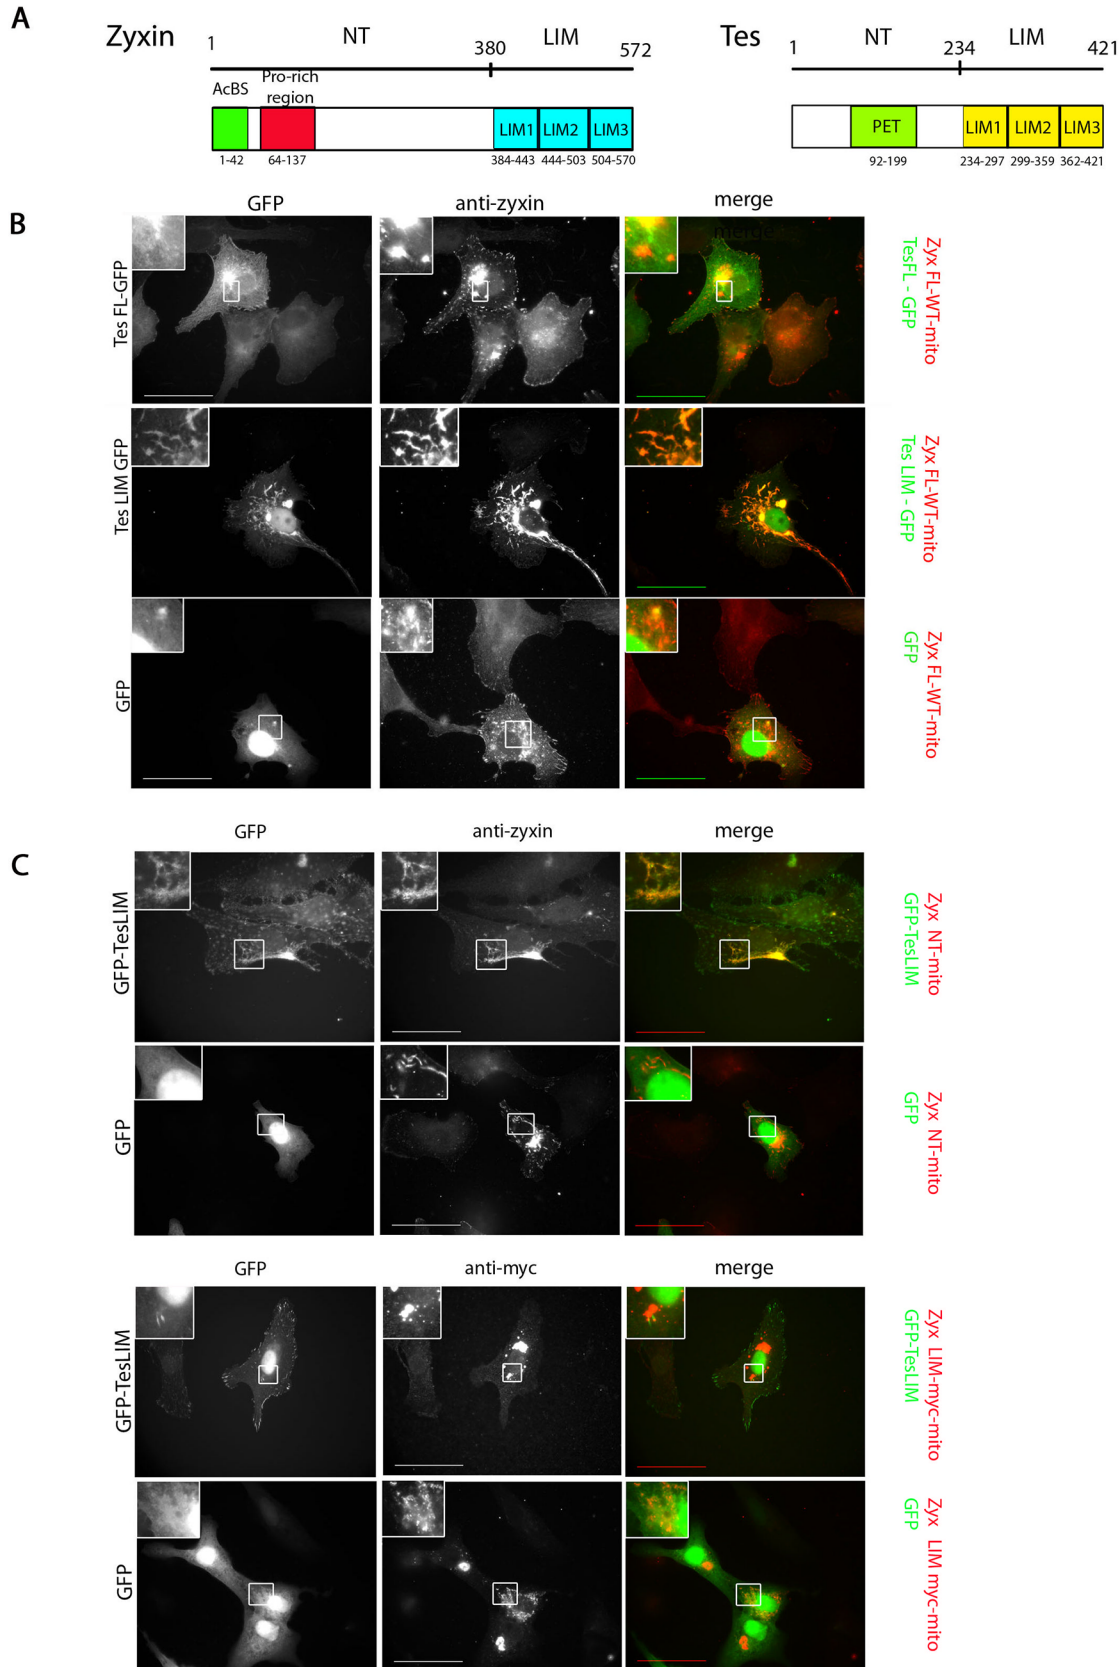 A
Zyxin
1
NT
380
LIM
572
AcBS
Pro-rich
region
LIM1
LIM2
LIM3
1-42
64-137
384-443
444-503
504-570
Tes
1
NT
234
LIM
421
PET
LIM1
LIM2
LIM3
92-199
234-297
299-359
362-421
B
GFP
anti-zyxin
merge
merge
Tes FL-GFP
Zyx FL-WT-mito
TesFL - GFP
Tes LIM GFP
Zyx FL-WT-mito
Tes LIM - GFP
GFP
Zyx FL-WT-mito
GFP
C
GFP
anti-zyxin
merge
GFP-TesLIM
Zyx NT-mito
GFP-TesLIM
GFP
Zyx NT-mito
GFP
GFP
anti-myc
merge
GFP-TesLIM
Zyx LIM-myc-mito
GFP-TesLIM
GFP
Zyx LIM myc-mito
GFP